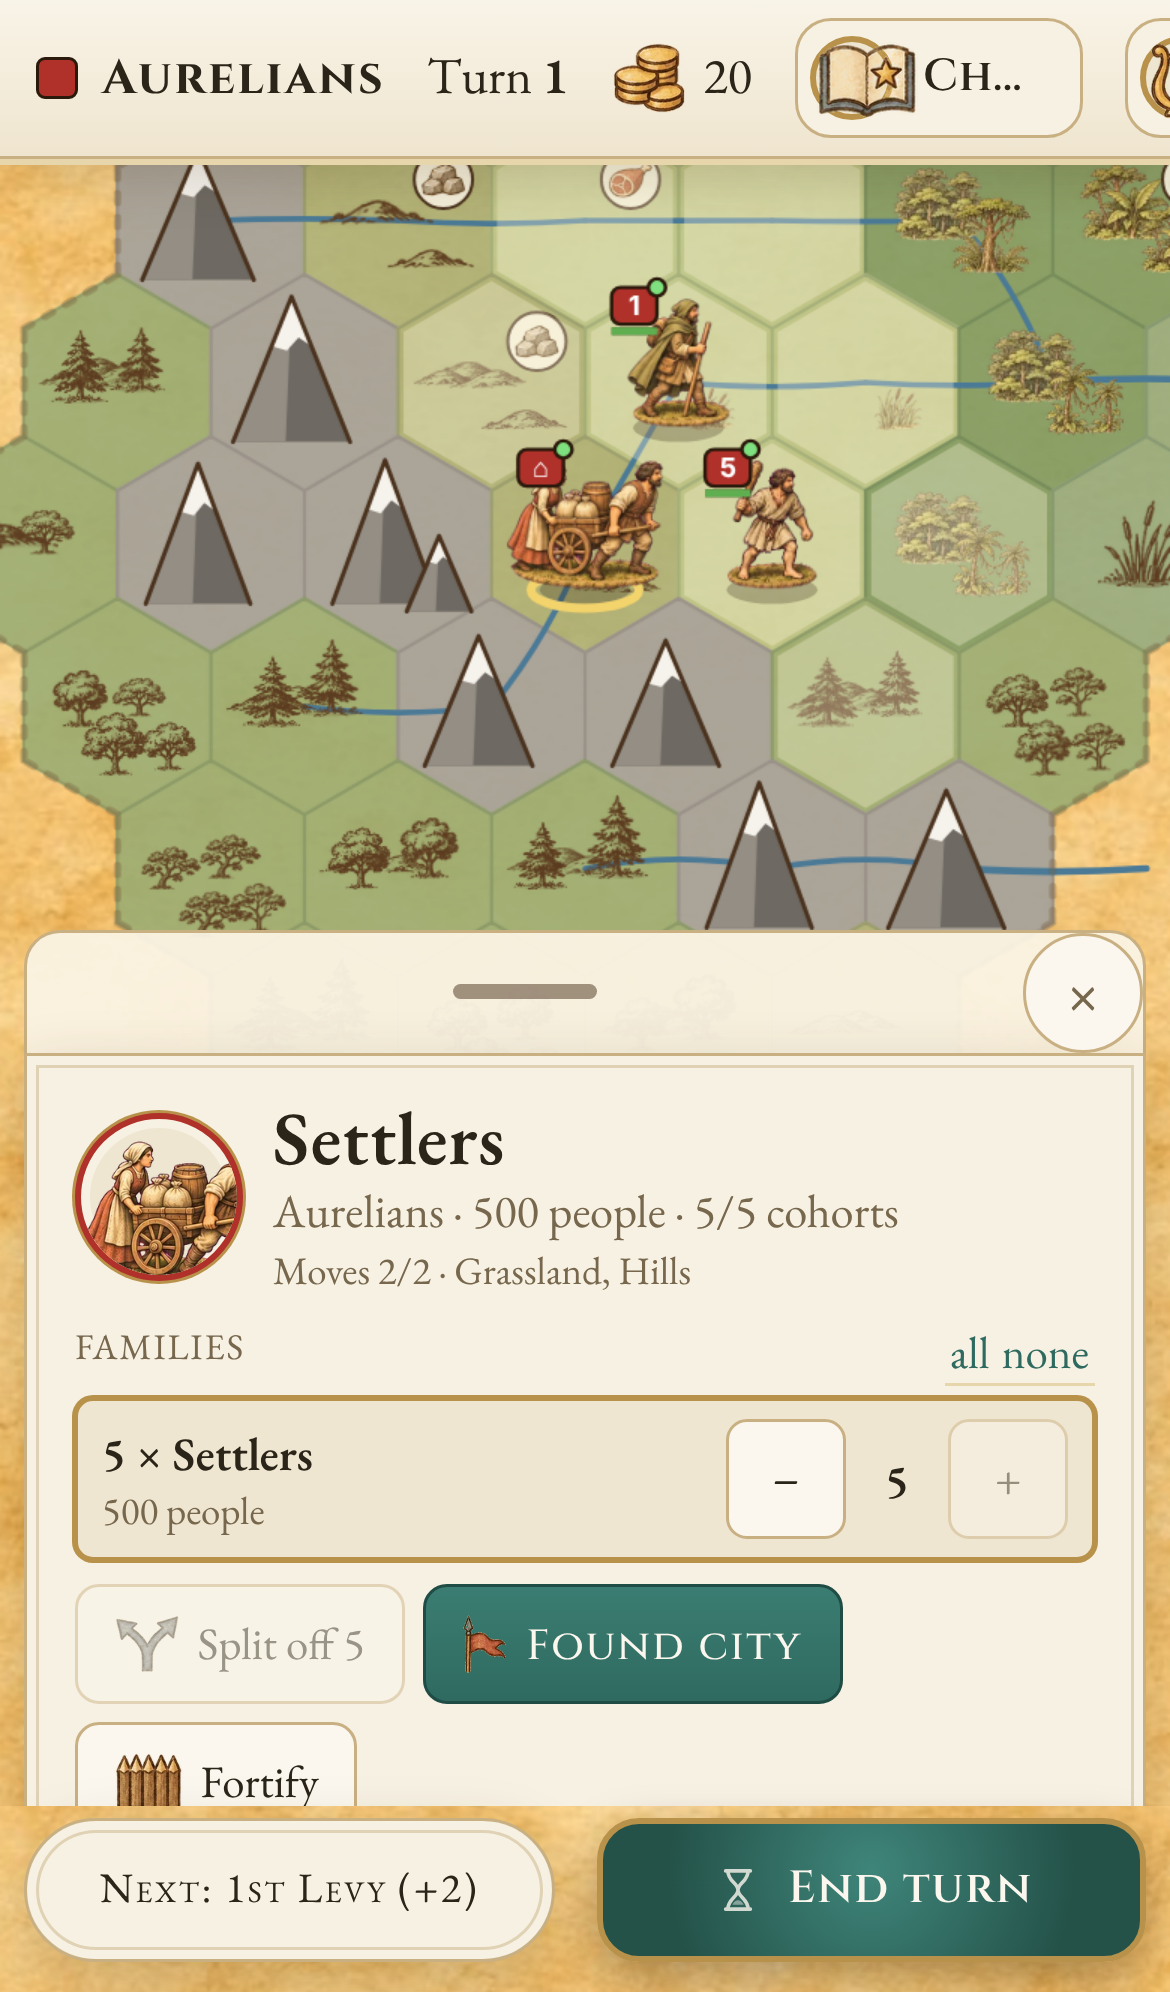 AURELIANS Turn 1 20 CH...
1
5
×
Settlers
Aurelians · 500 people · 5/5 cohorts
Moves 2/2 · Grassland, Hills
FAMILIES all none
5 × Settlers
500 people
− 5 +
Split off 5 FOUND CITY
Fortify
NEXT: 1ST LEVY (+2) END TURN